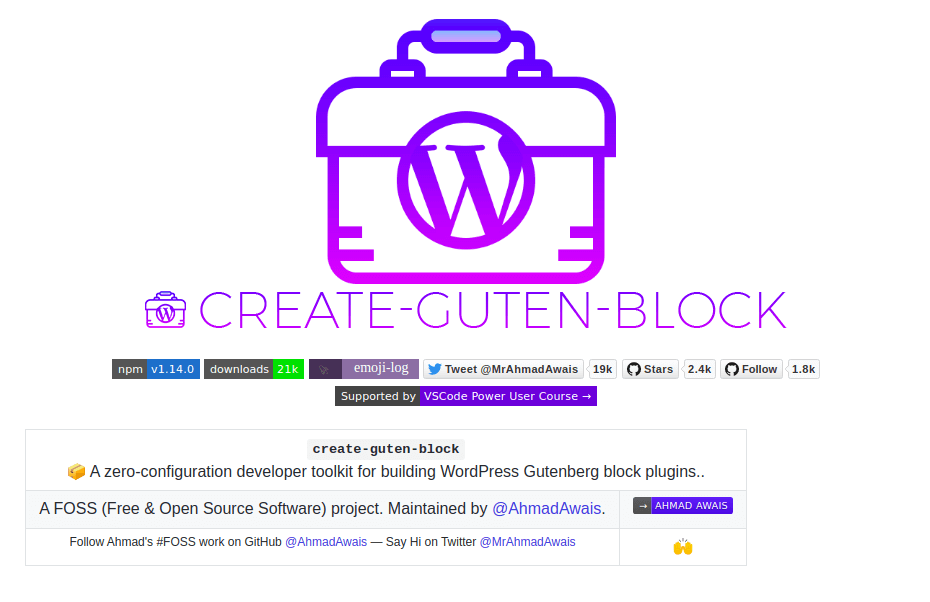 CREATE-GUTEN-BLOCK
npm v1.14.0 downloads 21k emoji-log Tweet @MrAhmadAwais 19k Stars 2.4k Follow 1.8k
Supported by VSCode Power User Course →
create-guten-block
📦 A zero-configuration developer toolkit for building WordPress Gutenberg block plugins..
A FOSS (Free & Open Source Software) project. Maintained by @AhmadAwais. → AHMAD AWAIS
Follow Ahmad's #FOSS work on GitHub @AhmadAwais — Say Hi on Twitter @MrAhmadAwais 🙌